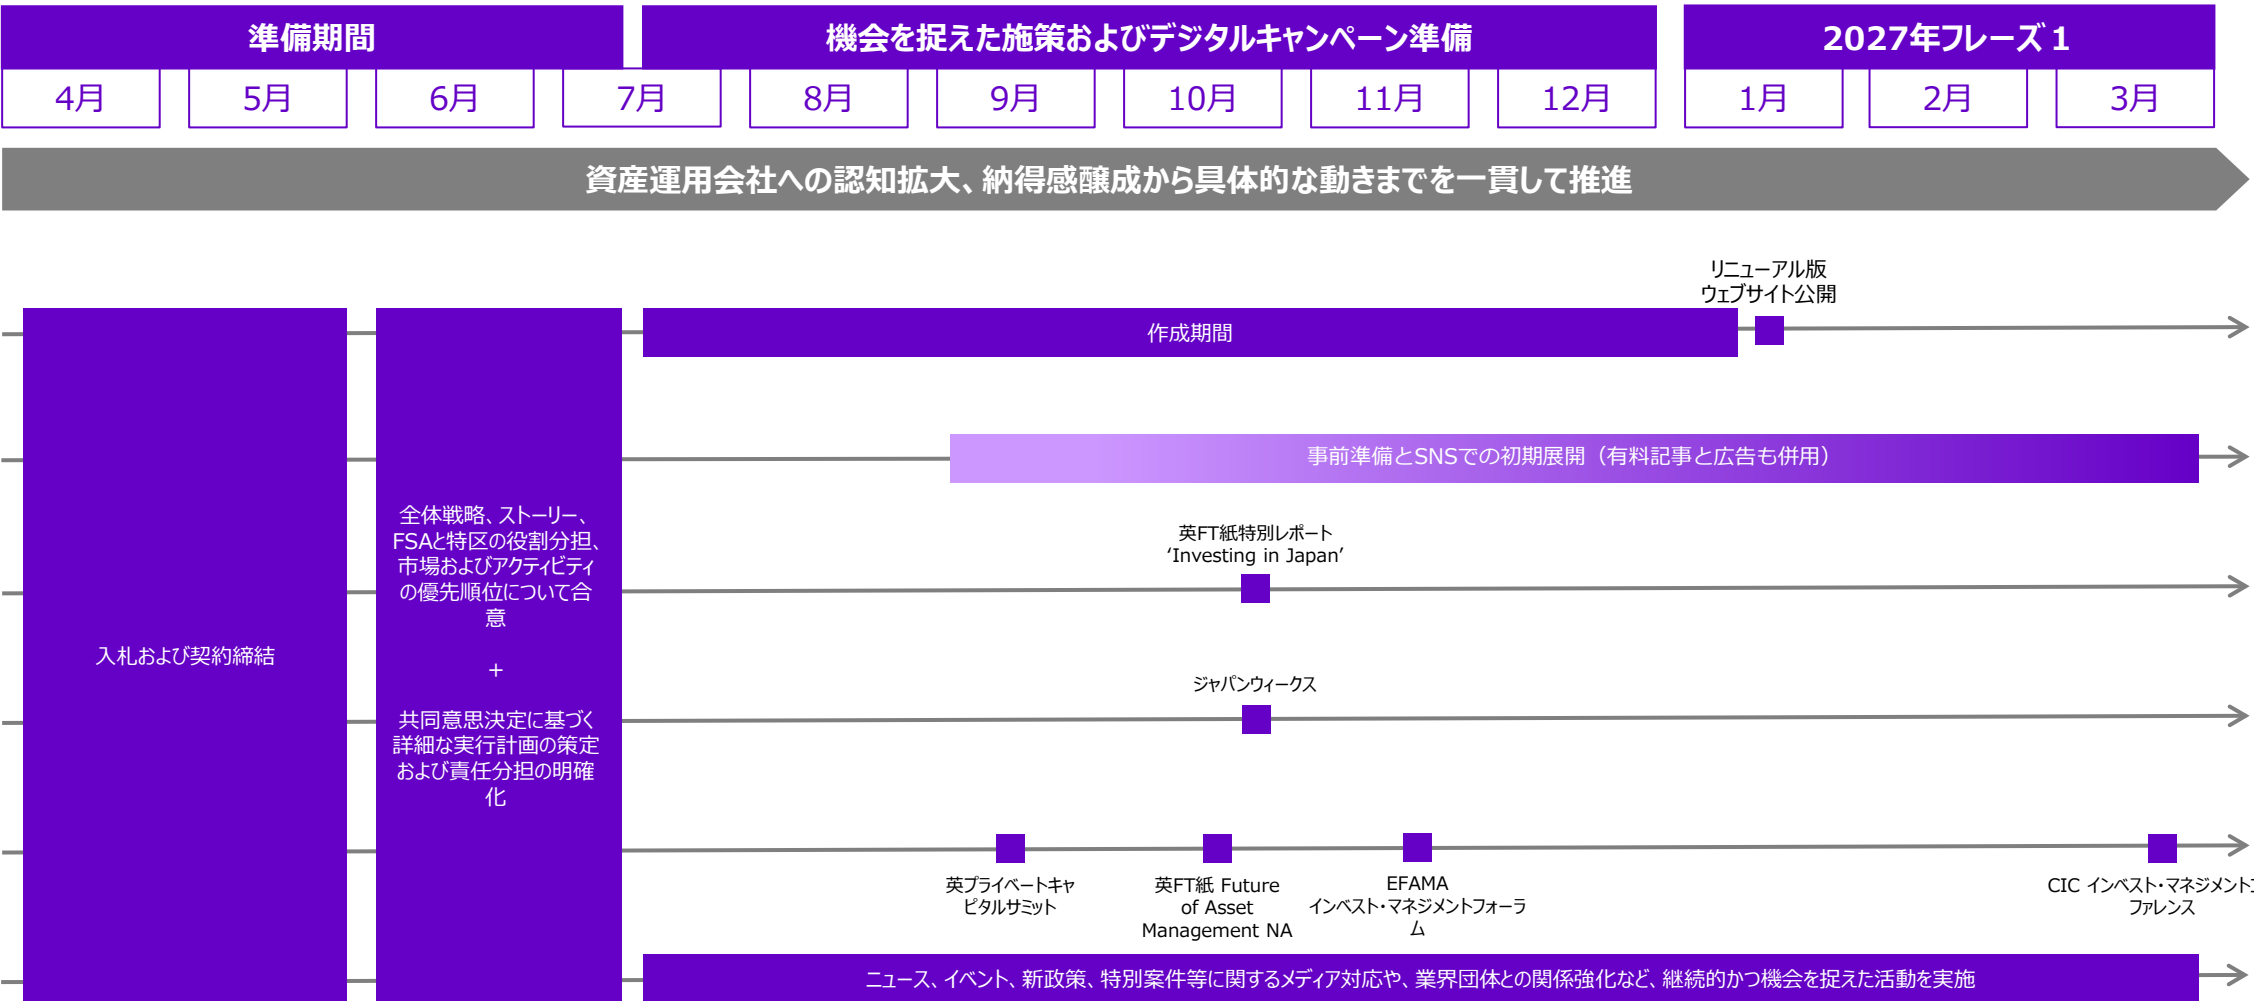 準備期間
機会を捉えた施策およびデジタルキャンペーン準備
2027年フレーズ１
4月
5月
6月
7月
8月
9月
10月
11月
12月
1月
2月
3月
資産運用会社への認知拡大、納得感醸成から具体的な動きまでを一貫して推進
リニューアル版
ウェブサイト公開
作成期間
事前準備とSNSでの初期展開（有料記事と広告も併用）
全体戦略、ストーリー、
FSAと特区の役割分担、
市場およびアクティビティ
の優先順位について合
意
+
共同意思決定に基づく
詳細な実行計画の策定
および責任分担の明確
化
入札および契約締結
英FT紙特別レポート
‘Investing in Japan’
ジャパンウィークス
英プライベートキャ
ピタルサミット
英FT紙 Future
of Asset
Management NA
EFAMA
インベスト・マネジメントフォーラ
ム
CIC インベスト・マネジメント
ファレンス
ニュース、イベント、新政策、特別案件等に関するメディア対応や、業界団体との関係強化など、継続的かつ機会を捉えた活動を実施